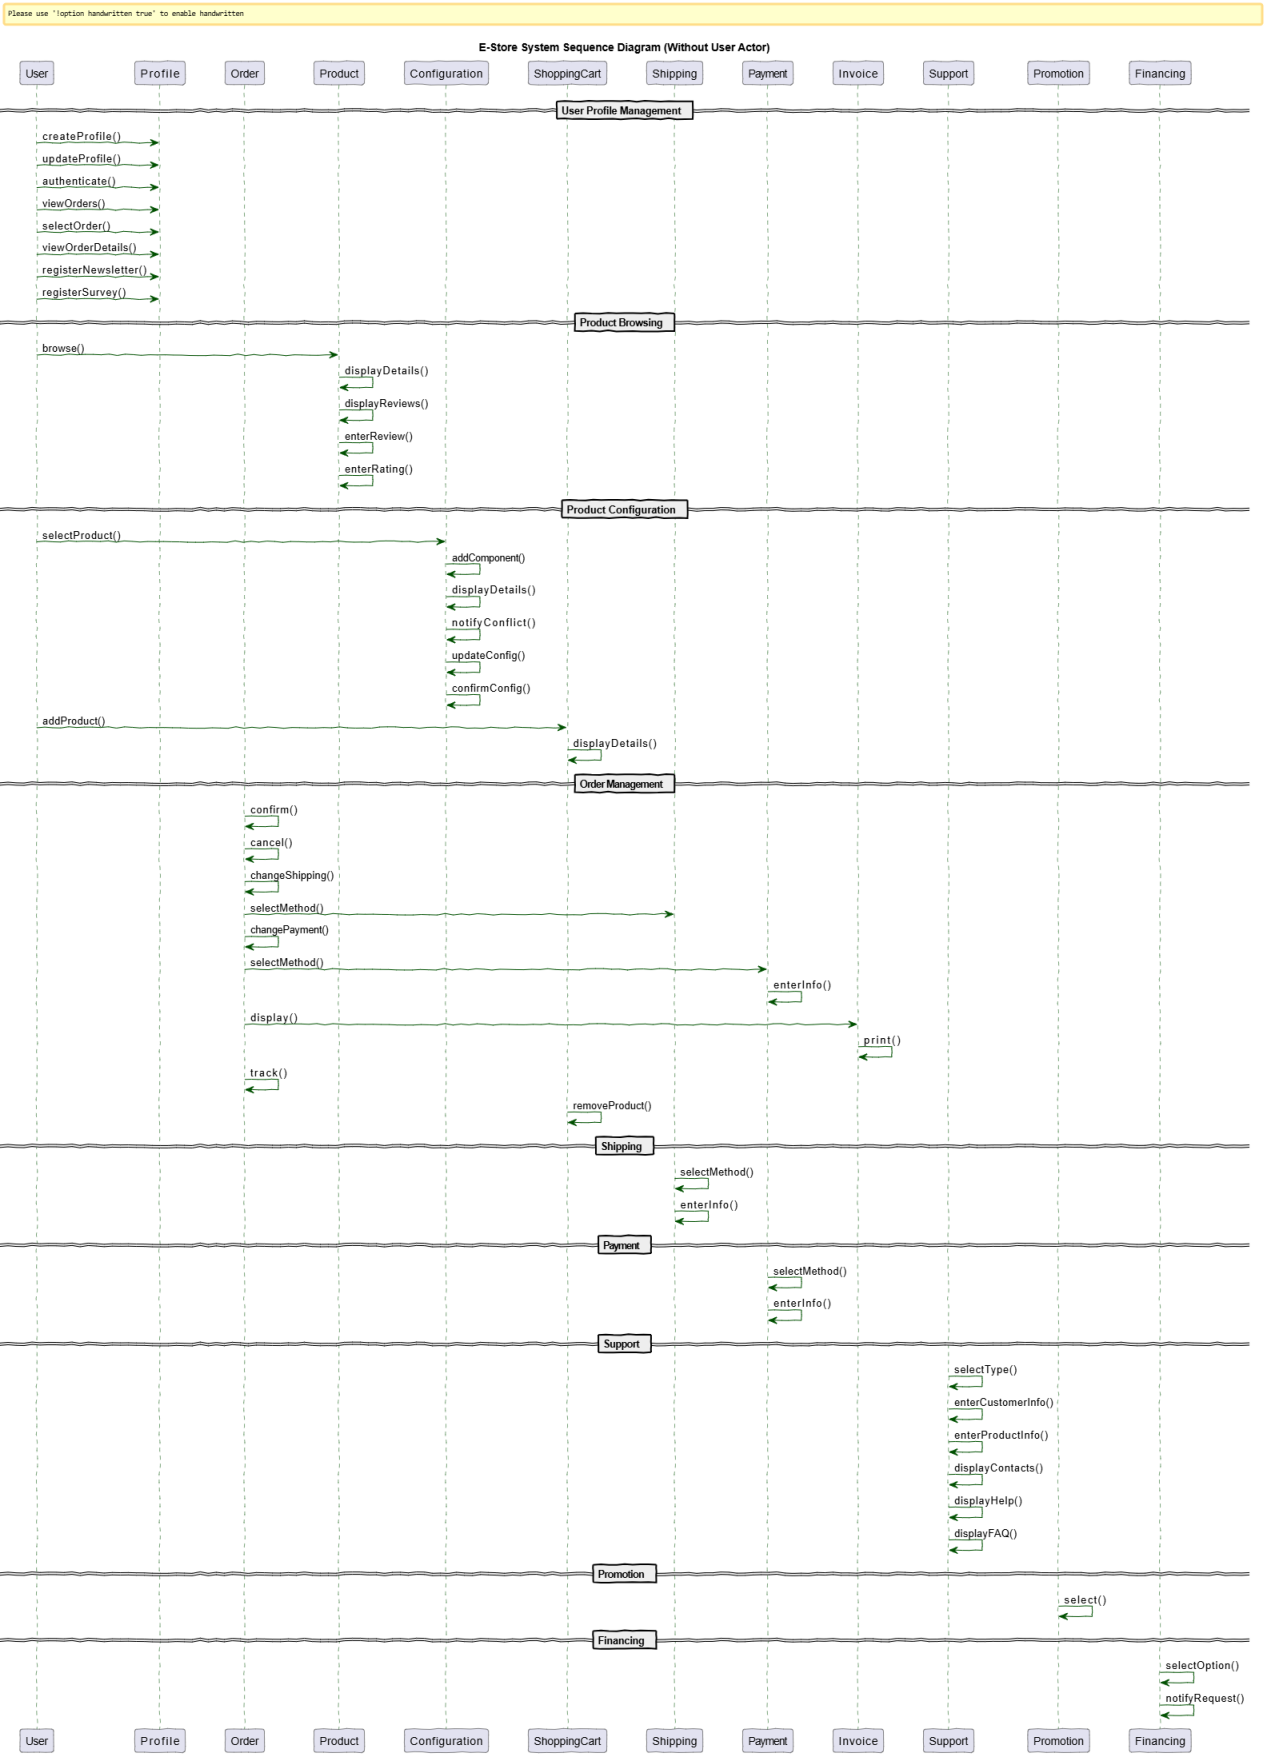 Please use '!option handwritten true' to enable handwritten
E-Store System Sequence Diagram (Without User Actor)
User Profile Order Product Configuration ShoppingCart Shipping Payment Invoice Support Promotion Financing
User Profile Management
createProfile()
updateProfile()
authenticate()
viewOrders()
selectOrder()
viewOrderDetails()
registerNewsletter()
registerSurvey()
Product Browsing
browse()
displayDetails()
displayReviews()
enterReview()
enterRating()
Product Configuration
selectProduct()
addComponent()
displayDetails()
notifyConflict()
updateConfig()
confirmConfig()
addProduct()
displayDetails()
Order Management
confirm()
cancel()
changeShipping()
selectMethod()
changePayment()
selectMethod()
enterInfo()
display()
print()
track()
removeProduct()
Shipping
selectMethod()
enterInfo()
Payment
selectMethod()
enterInfo()
Support
selectType()
enterCustomerInfo()
enterProductInfo()
displayContacts()
displayHelp()
displayFAQ()
Promotion
select()
Financing
selectOption()
notifyRequest()
User Profile Order Product Configuration ShoppingCart Shipping Payment Invoice Support Promotion Financing